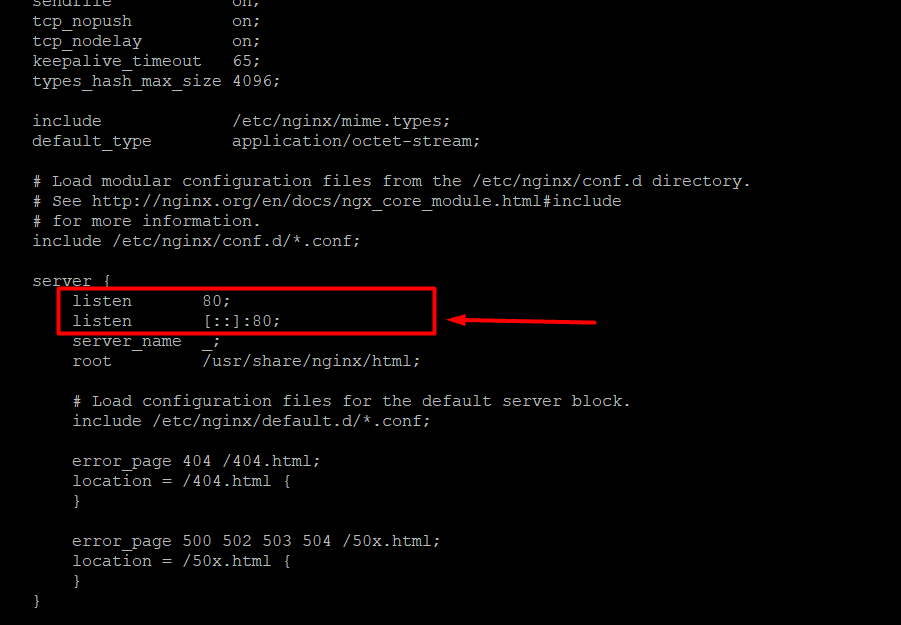 sendfile            on;
tcp_nopush          on;
tcp_nodelay         on;
keepalive_timeout   65;
types_hash_max_size 4096;
include             /etc/nginx/mime.types;
default_type        application/octet-stream;
# Load modular configuration files from the /etc/nginx/conf.d directory.
# See http://nginx.org/en/docs/ngx_core_module.html#include
# for more information.
include /etc/nginx/conf.d/*.conf;
server {
    listen       80;
    listen       [::]:80;
    server_name  _;
    root         /usr/share/nginx/html;
    # Load configuration files for the default server block.
    include /etc/nginx/default.d/*.conf;
    error_page 404 /404.html;
    location = /404.html {
    }
    error_page 500 502 503 504 /50x.html;
    location = /50x.html {
    }
}